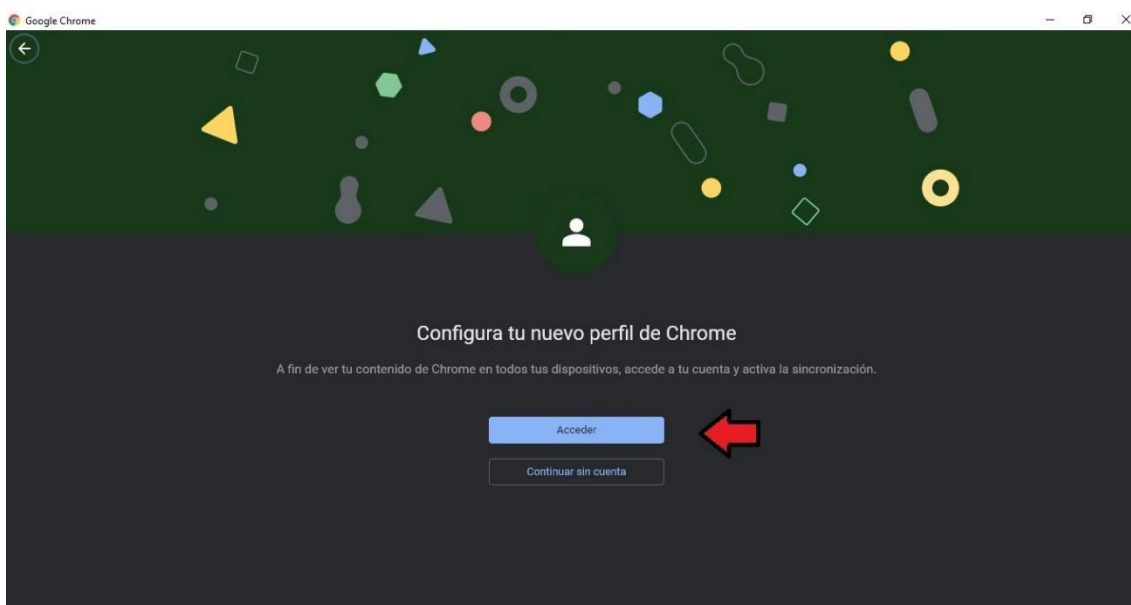 Google Chrome
Configura tu nuevo perfil de Chrome
A fin de ver tu contenido de Chrome en todos tus dispositivos, accede a tu cuenta y activa la sincronización.
Acceder
Continuar sin cuenta